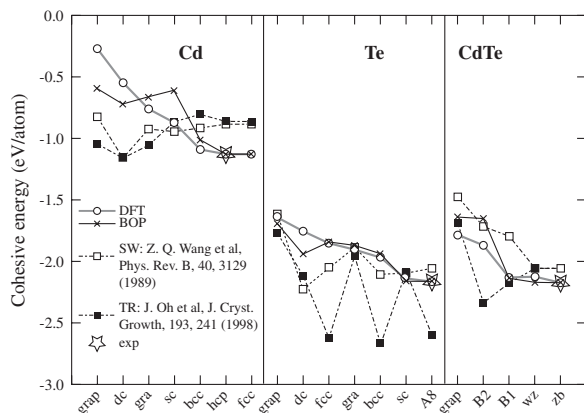 Cd
Te
CdTe
Cohesive energy (eV/atom)
0.0
-0.5
-1.0
-1.5
-2.0
-2.5
-3.0
DFT
BOP
SW: Z. Q. Wang et al,
Phys. Rev. B, 40, 3129
(1989)
TR: J. Oh et al, J. Cryst.
Growth, 193, 241 (1998)
exp
grap dc gra sc bcc hcp fcc
grap dc fcc gra bcc sc A8
grap B2 B1 wz zb